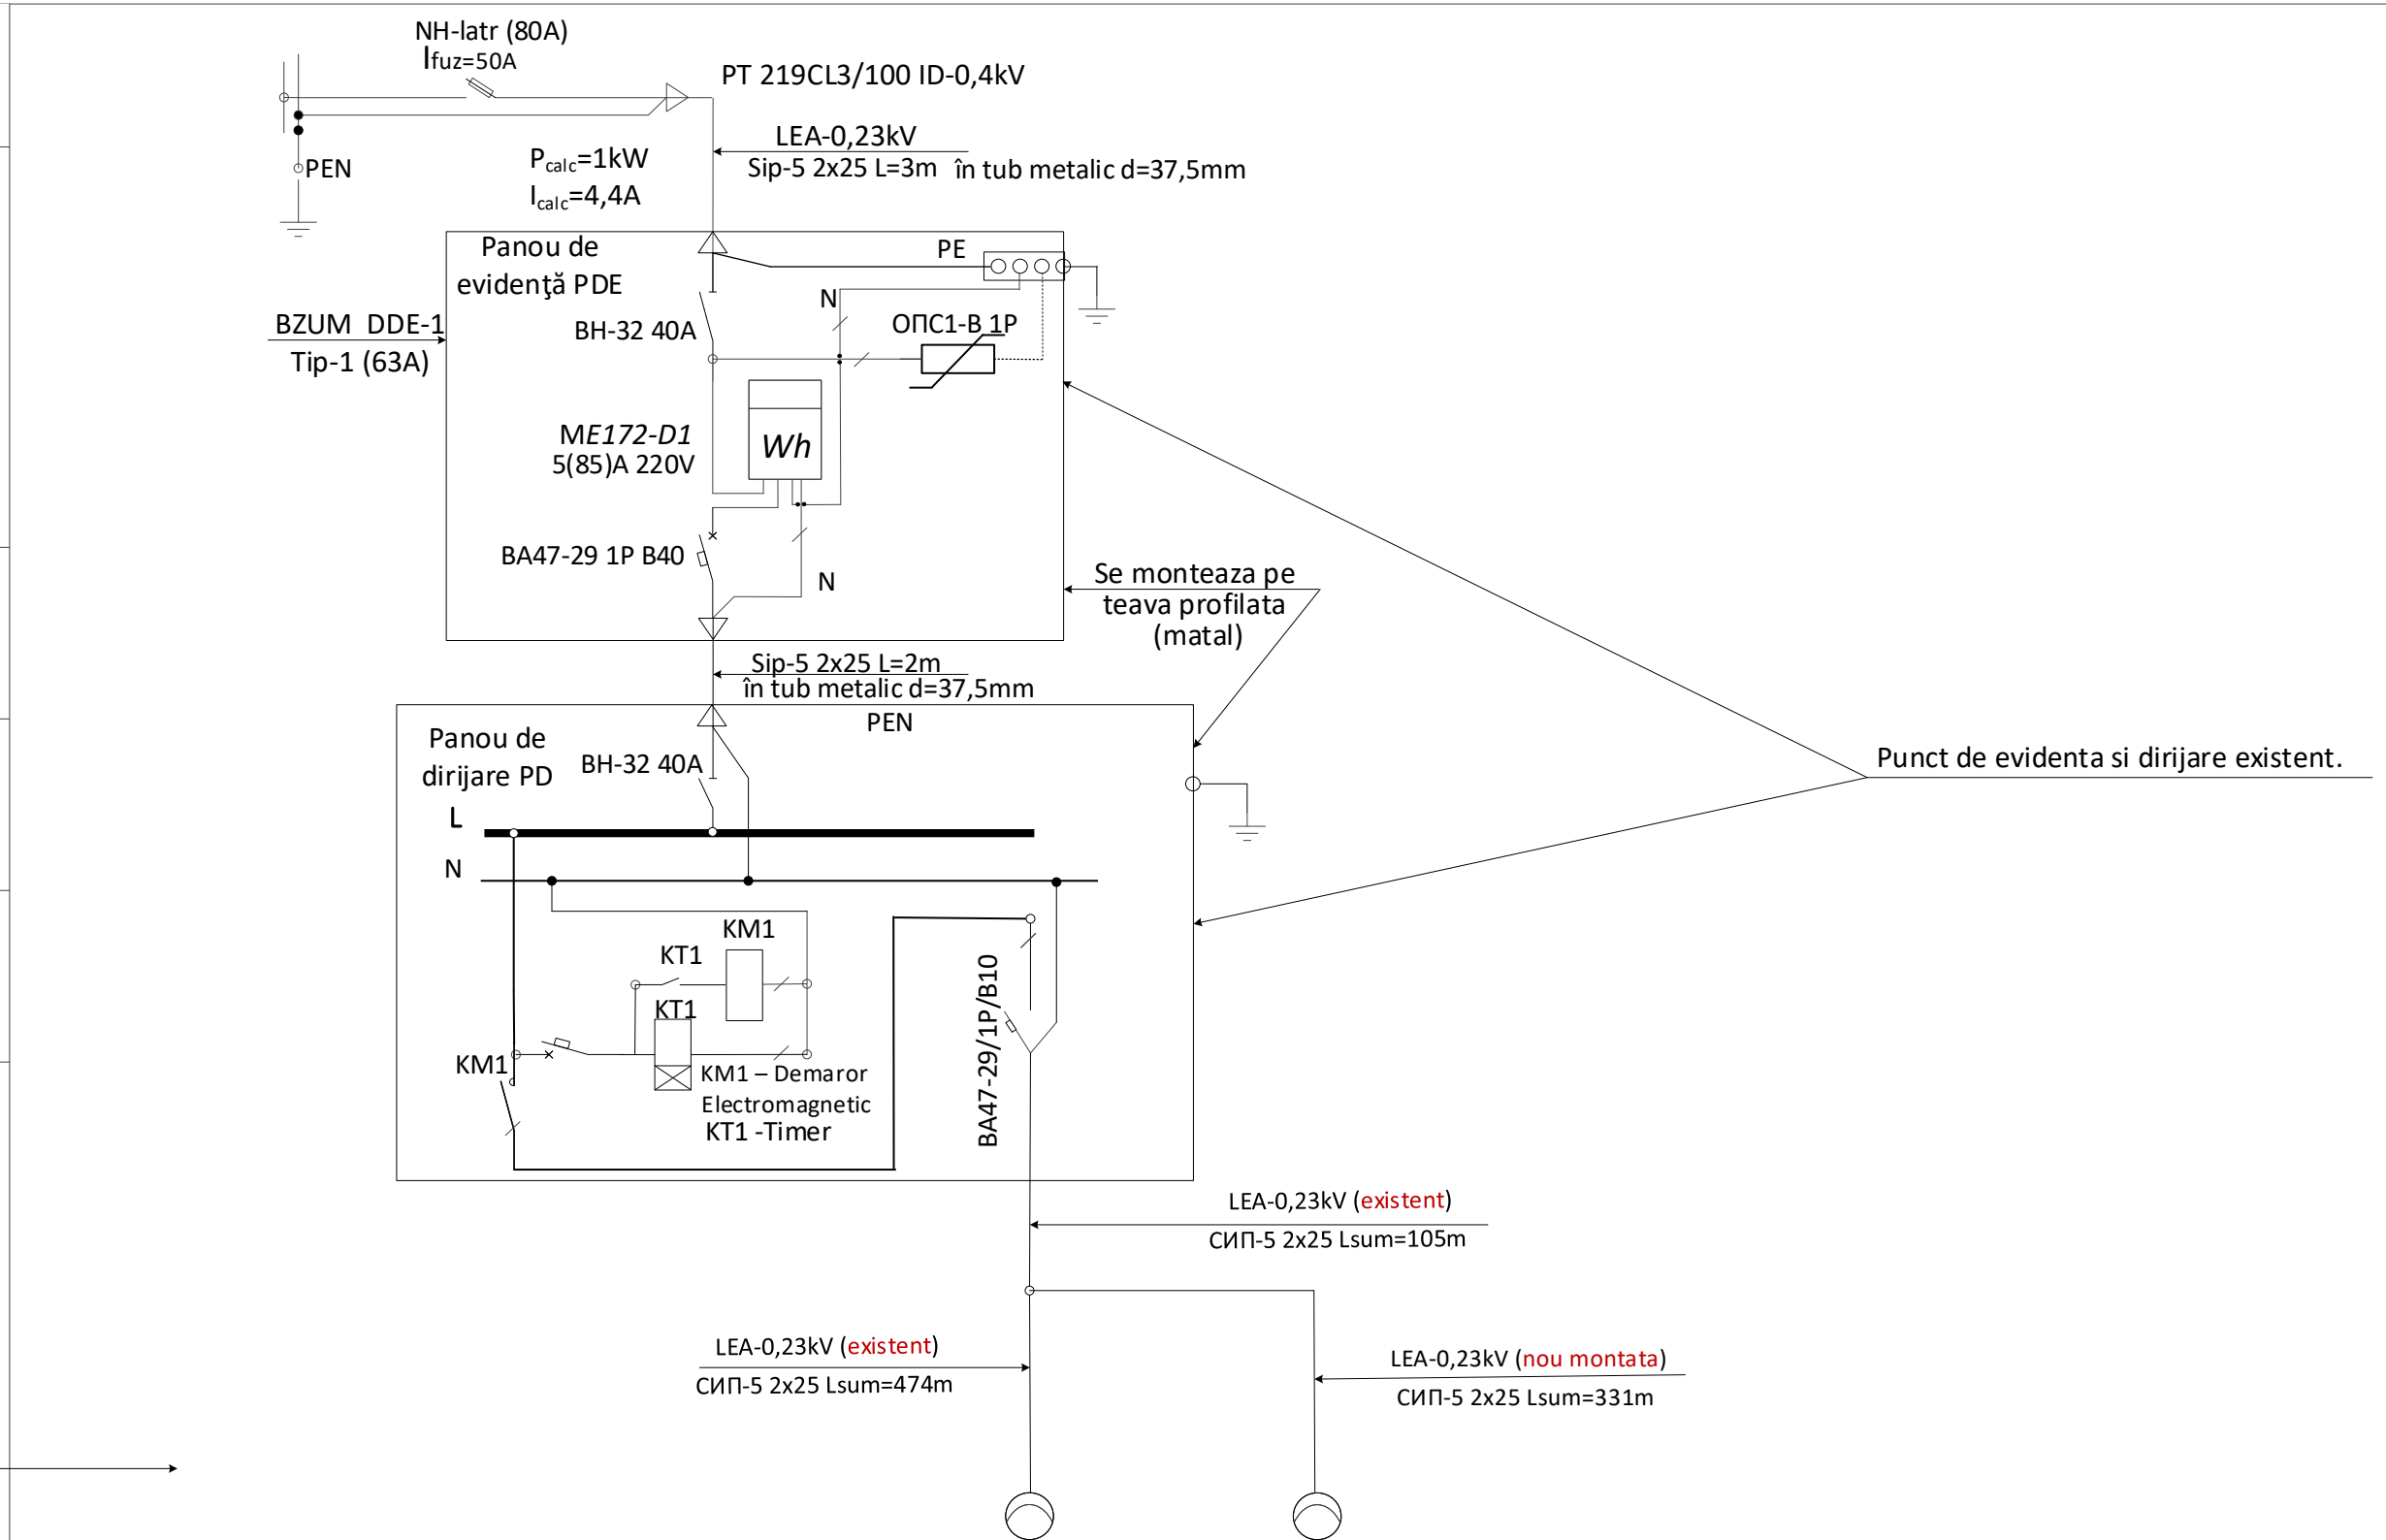 NH-latr (80A)
Ifuz=50A
PT 219CL3/100 ID-0,4kV
LEA-0,23kV
Sip-5 2x25 L=3m în tub metalic d=37,5mm
Pcalc=1kW
Icalc=4,4A
PEN
Panou de
evidenţă PDE
PE
N
BH-32 40A
ОПС1-В 1Р
BZUM DDE-1
Tip-1 (63A)
ME172-D1
5(85)A 220V
Wh
BA47-29 1P B40
N
Se monteaza pe
teava profilata
(matal)
Sip-5 2x25 L=2m
în tub metalic d=37,5mm
PEN
Panou de
dirijare PD
BH-32 40A
Punct de evidenta si dirijare existent.
L
N
KM1
KT1
KT1
KM1
KM1 – Demaror
Electromagnetic
KT1 -Timer
BA47-29/1P/B10
LEA-0,23kV (existent)
СИП-5 2x25 Lsum=105m
LEA-0,23kV (existent)
СИП-5 2x25 Lsum=474m
LEA-0,23kV (nou montata)
СИП-5 2x25 Lsum=331m